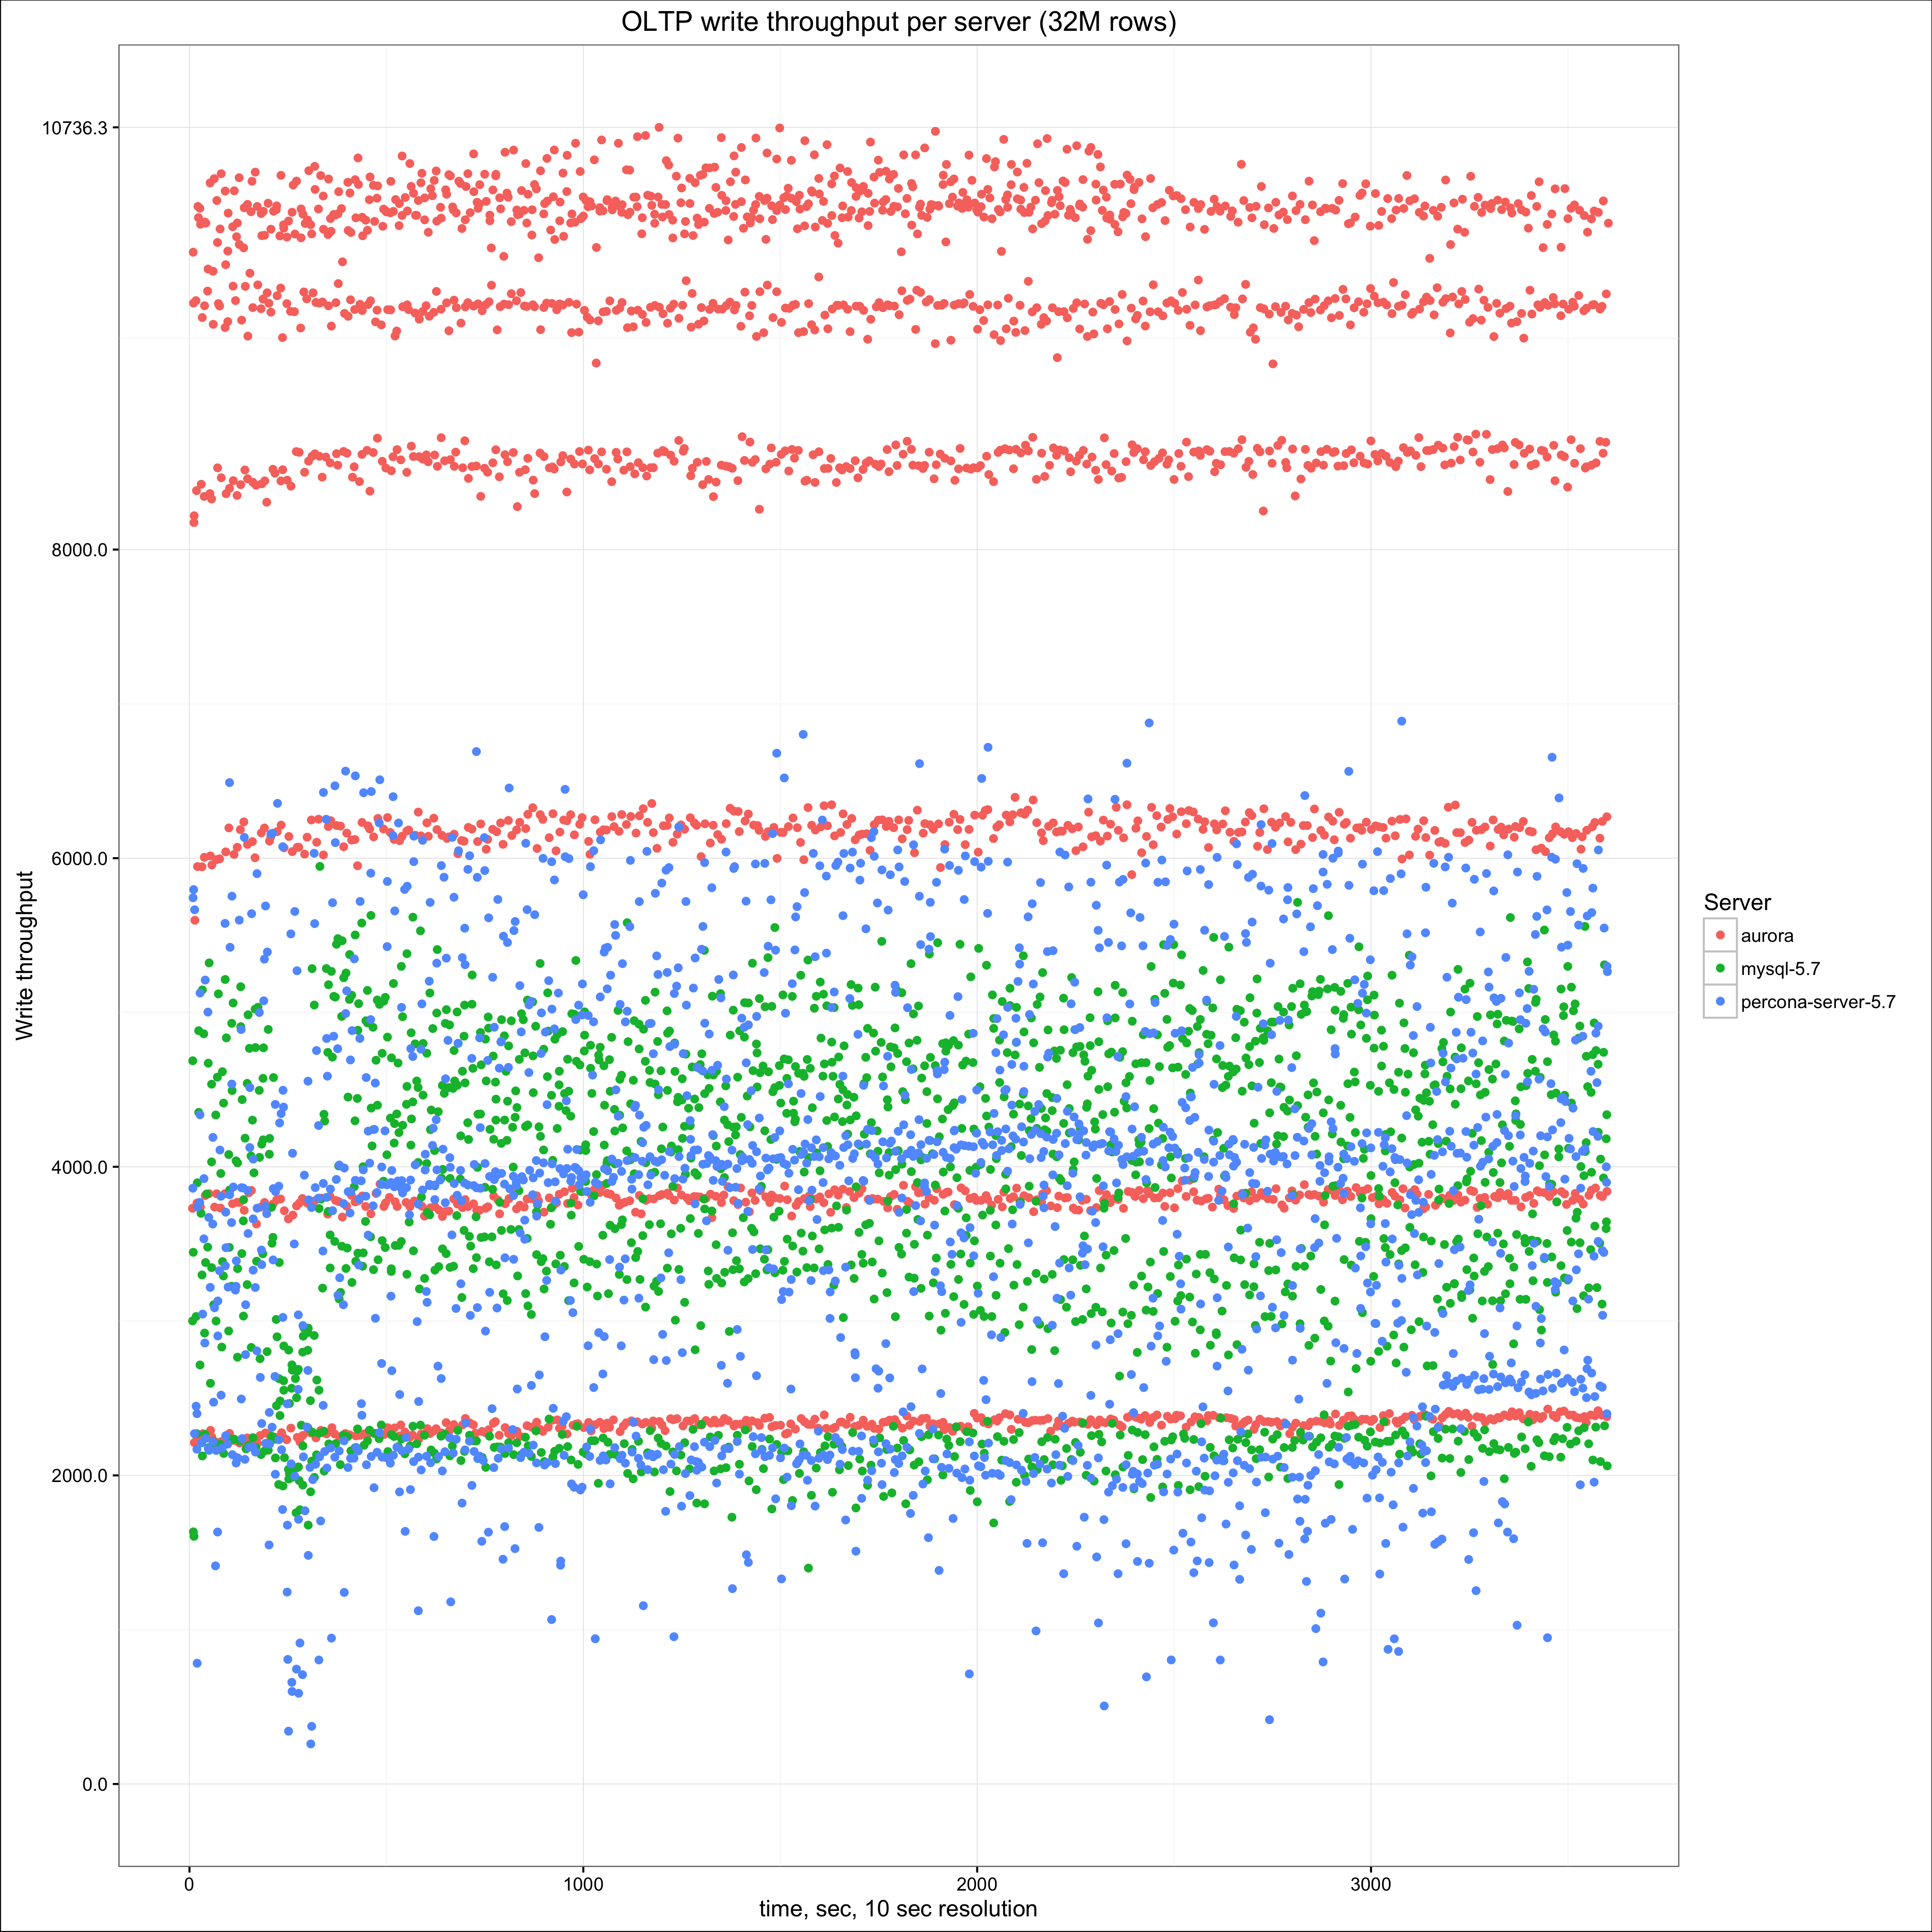 OLTP write throughput per server (32M rows)
10736.3
8000.0
6000.0
4000.0
2000.0
0.0
Write throughput
0
1000
2000
3000
time, sec, 10 sec resolution
Server
aurora
mysql-5.7
percona-server-5.7